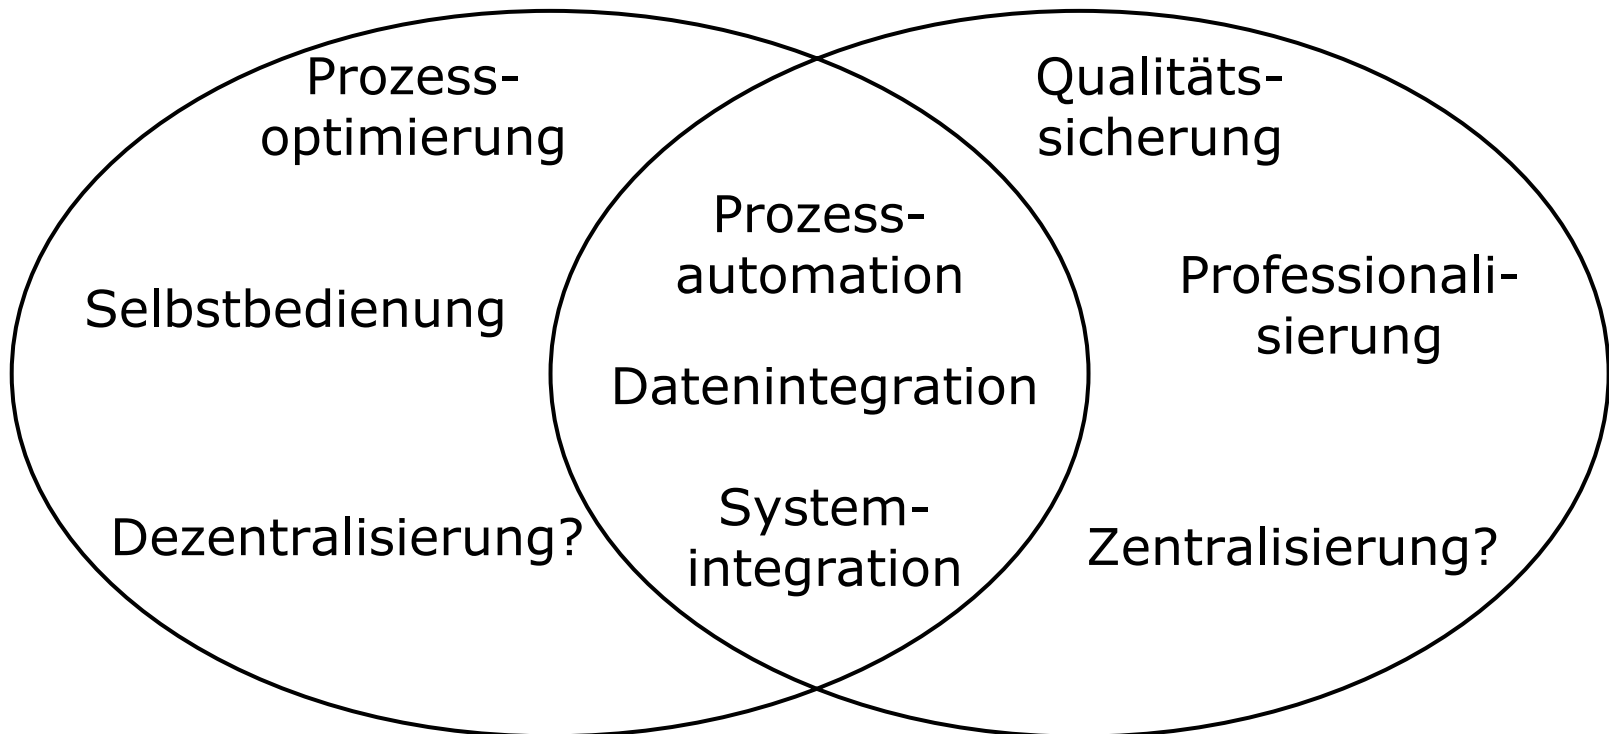 Prozess-
optimierung
Selbstbedienung
Dezentralisierung?
Prozess-
automation
Datenintegration
System-
integration
Qualitäts-
sicherung
Professionali-
sierung
Zentralisierung?